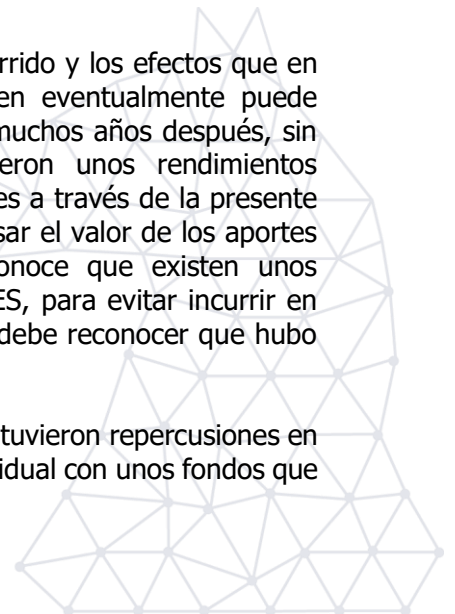 rrido y los efectos que en
en eventualmente puede
muchos años después, sin
eron unos rendimientos
es a través de la presente
sar el valor de los aportes
onoce que existen unos
ES, para evitar incurrir en
debe reconocer que hubo
tuvieron repercusiones en
idual con unos fondos que